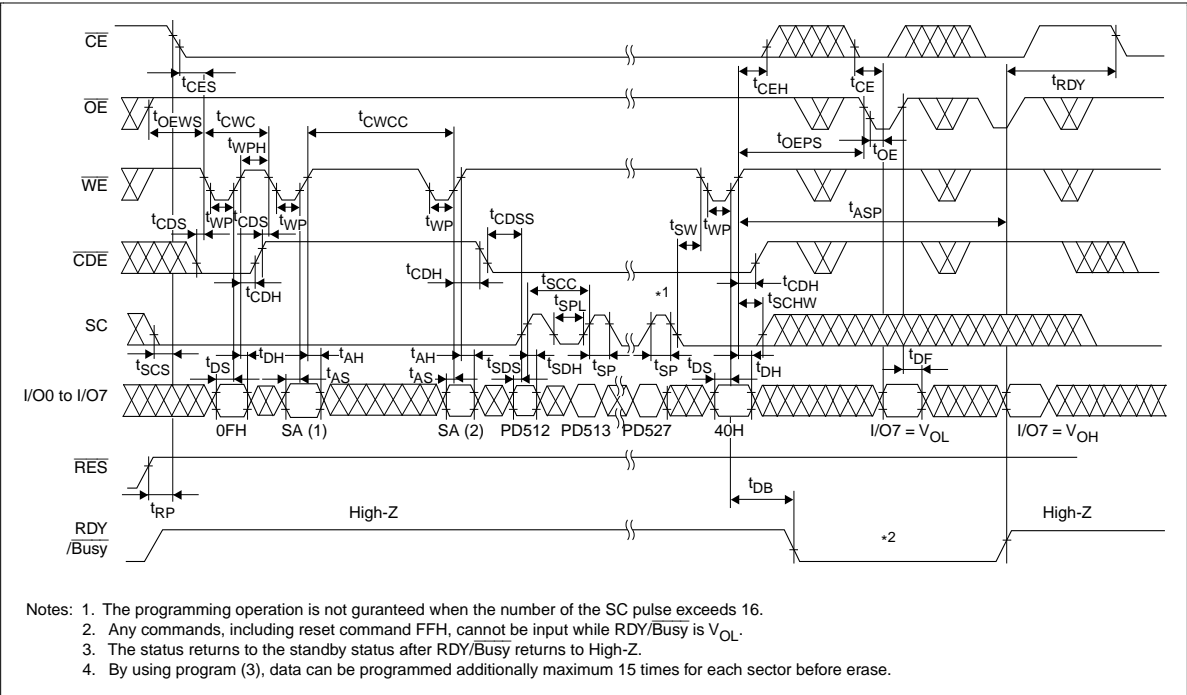 CE
tCES
tCEH
tCE
tRDY
OE
tOEWS
tCWC
tCWCC
tWPH
tOEPS
tOE
WE
tCDS
tWP
tCDS
tWP
tWP
tCDSS
tSW
tWP
tASP
CDE
tCDH
tCDH
tSCC
tSPL
*1
tCDH
tSCHW
SC
tSCS
tDS
tDH
tAH
tAS
tAH
tAS
tSDS
tSDH
tSP
tSP
tDS
tDH
tDF
I/O0 to I/O7
0FH
SA (1)
SA (2)
PD512
PD513
PD527
40H
I/O7 = VOL
I/O7 = VOH
RES
tRP
tDB
High-Z
High-Z
RDY
/Busy
*2
Notes: 1. The programming operation is not guranteed when the number of the SC pulse exceeds 16.
2. Any commands, including reset command FFH, cannot be input while RDY/Busy is VOL.
3. The status returns to the standby status after RDY/Busy returns to High-Z.
4. By using program (3), data can be programmed additionally maximum 15 times for each sector before erase.